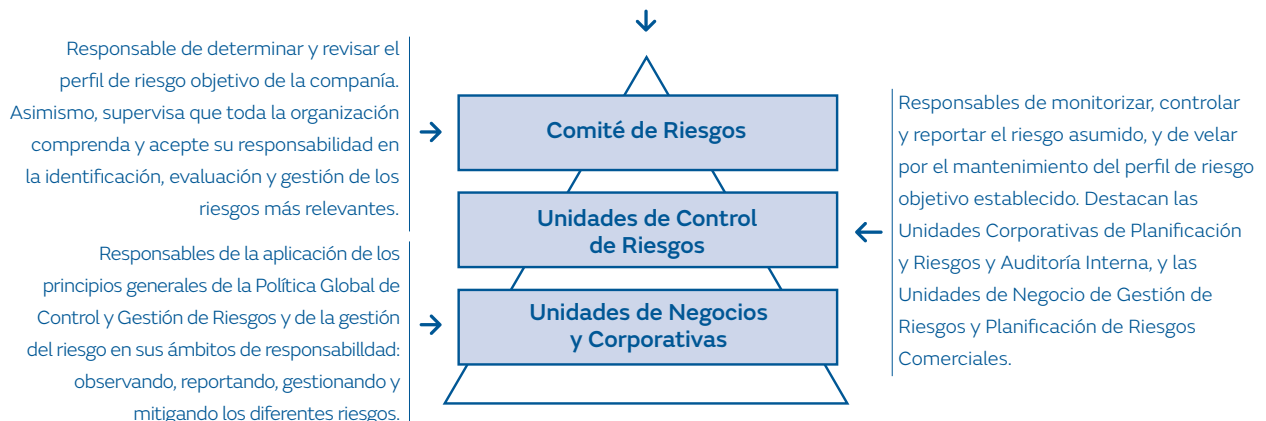 Responsable de determinar y revisar el
perfil de riesgo objetivo de la compañía.
Asimismo, supervisa que toda la organización
comprenda y acepte su responsabilidad en
la identificación, evaluación y gestión de los
riesgos más relevantes.
Responsables de la aplicación de los
principios generales de la Política Global de
Control y Gestión de Riesgos y de la gestión
del riesgo en sus ámbitos de responsabilldad:
observando, reportando, gestionando y
mitigando los diferentes riesgos.
Comité de Riesgos
Unidades de Control
de Riesgos
Unidades de Negocios
y Corporativas
Responsables de monitorizar, controlar
y reportar el riesgo asumido, y de velar
por el mantenimiento del perfil de riesgo
objetivo establecido. Destacan las
Unidades Corporativas de Planificación
y Riesgos y Auditoría Interna, y las
Unidades de Negocio de Gestión de
Riesgos y Planificación de Riesgos
Comerciales.